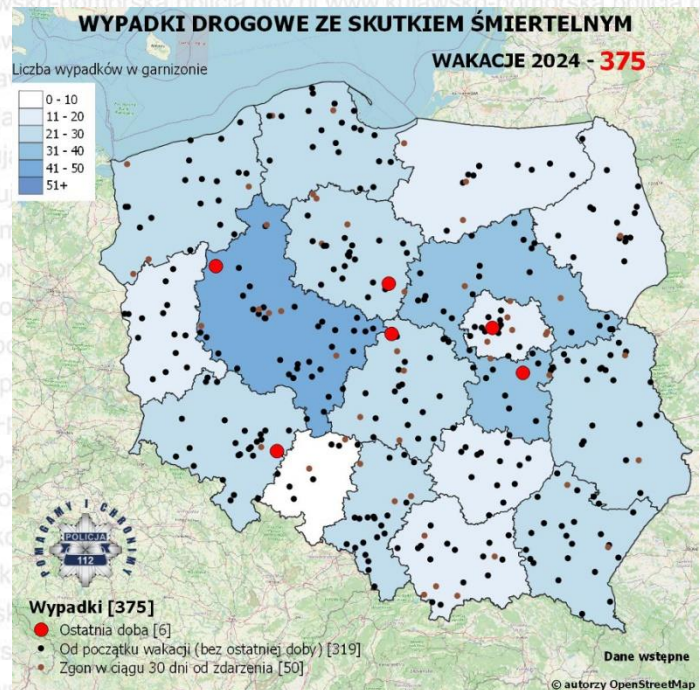 WYPADKI DROGOWE ZE SKUTKIEM ŚMIERTELNYM
WAKACJE 2024 - 375
Liczba wypadków w garnizonie
0 - 10
11 - 20
21 - 30
31 - 40
41 - 50
51+
POMAGAMY I CHRONIMY
POLICJA
112
Wypadki [375]
Ostatnia doba [6]
Od początku wakacji (bez ostatniej doby) [319]
Zgon w ciągu 30 dni od zdarzenia [50]
Dane wstępne
© autorzy OpenStreetMap